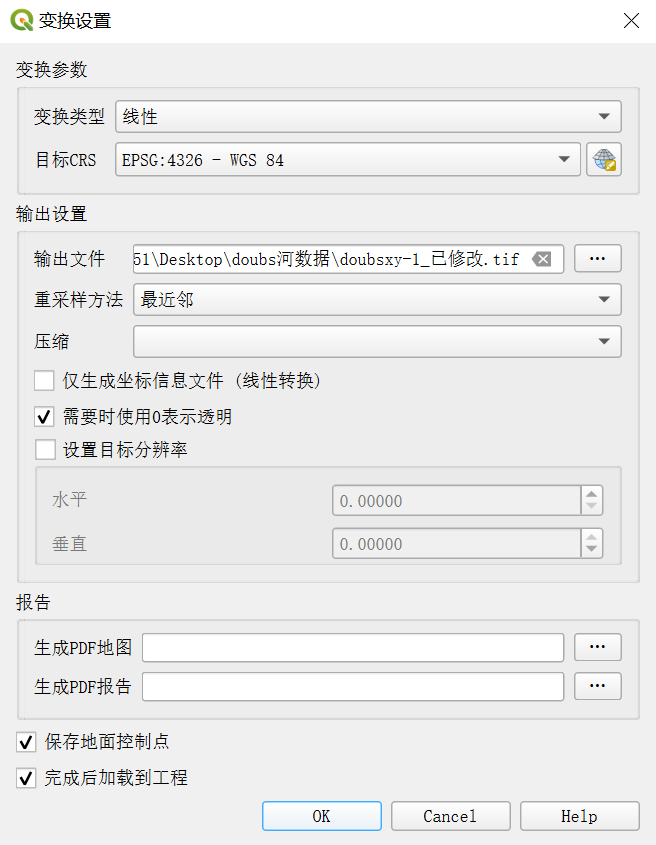 变换设置
变换参数
变换类型 线性
目标CRS EPSG:4326 - WGS 84
输出设置
输出文件 51\Desktop\doubs河数据\doubsxy-1_已修改.tif ...
重采样方法 最近邻
压缩
仅生成坐标信息文件 (线性转换)
需要时使用0表示透明
设置目标分辨率
水平 0.00000
垂直 0.00000
报告
生成PDF地图 ...
生成PDF报告 ...
保存地面控制点
完成后加载到工程
OK Cancel Help